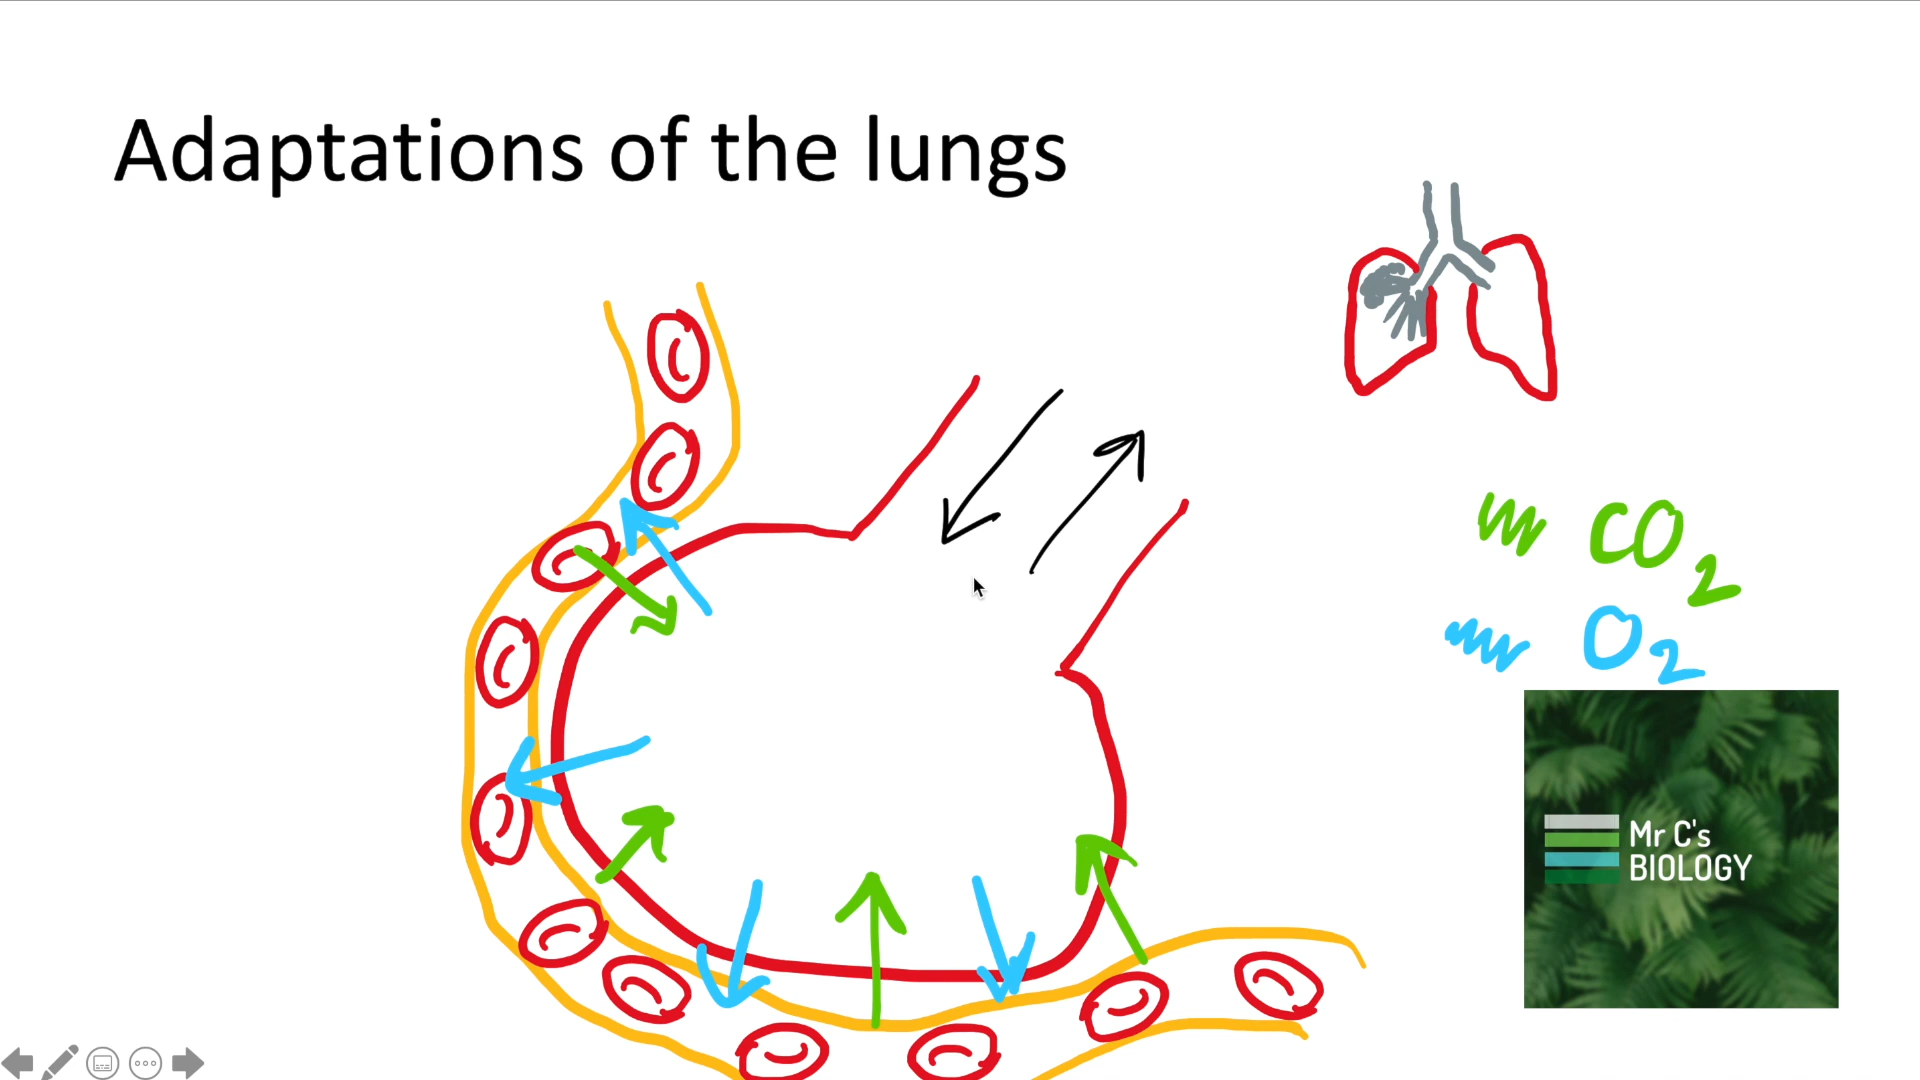 Adaptations of the lungs
CO2
O2
Mr C's
BIOLOGY